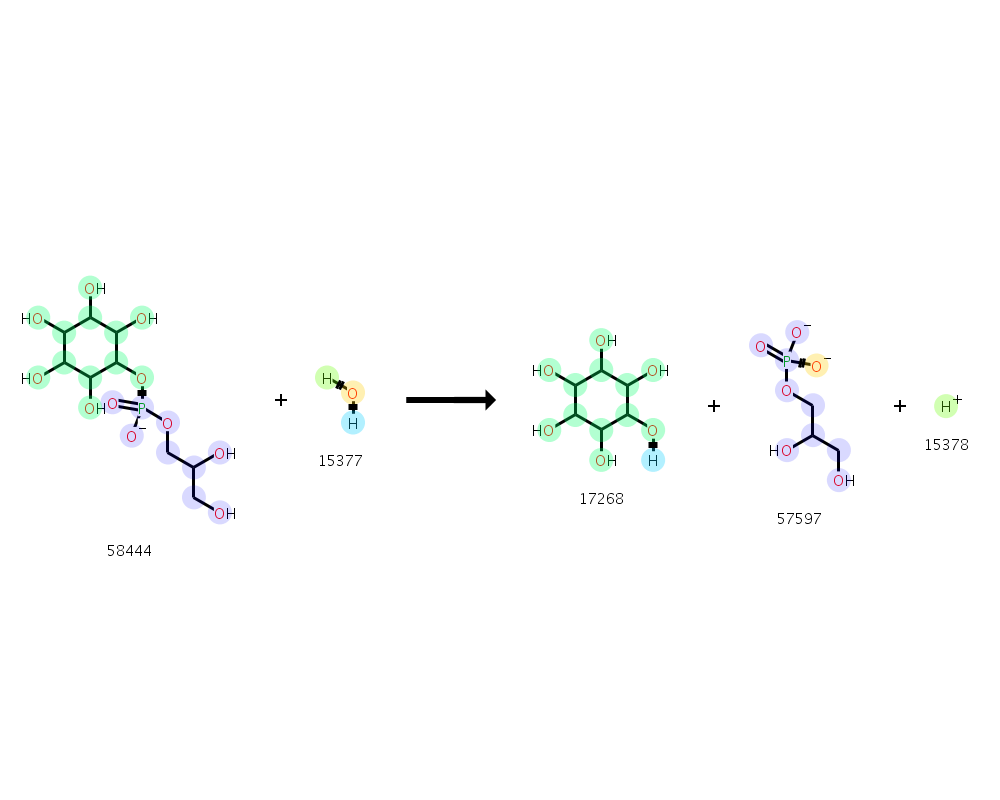 OH
HO OH
HO O
OH O P O
O−
OH
OH
58444
+
H O
H
15377
OH
HO OH
HO O
OH H
17268
+
O O−
P O−
O
HO
OH
57597
+
H+
15378